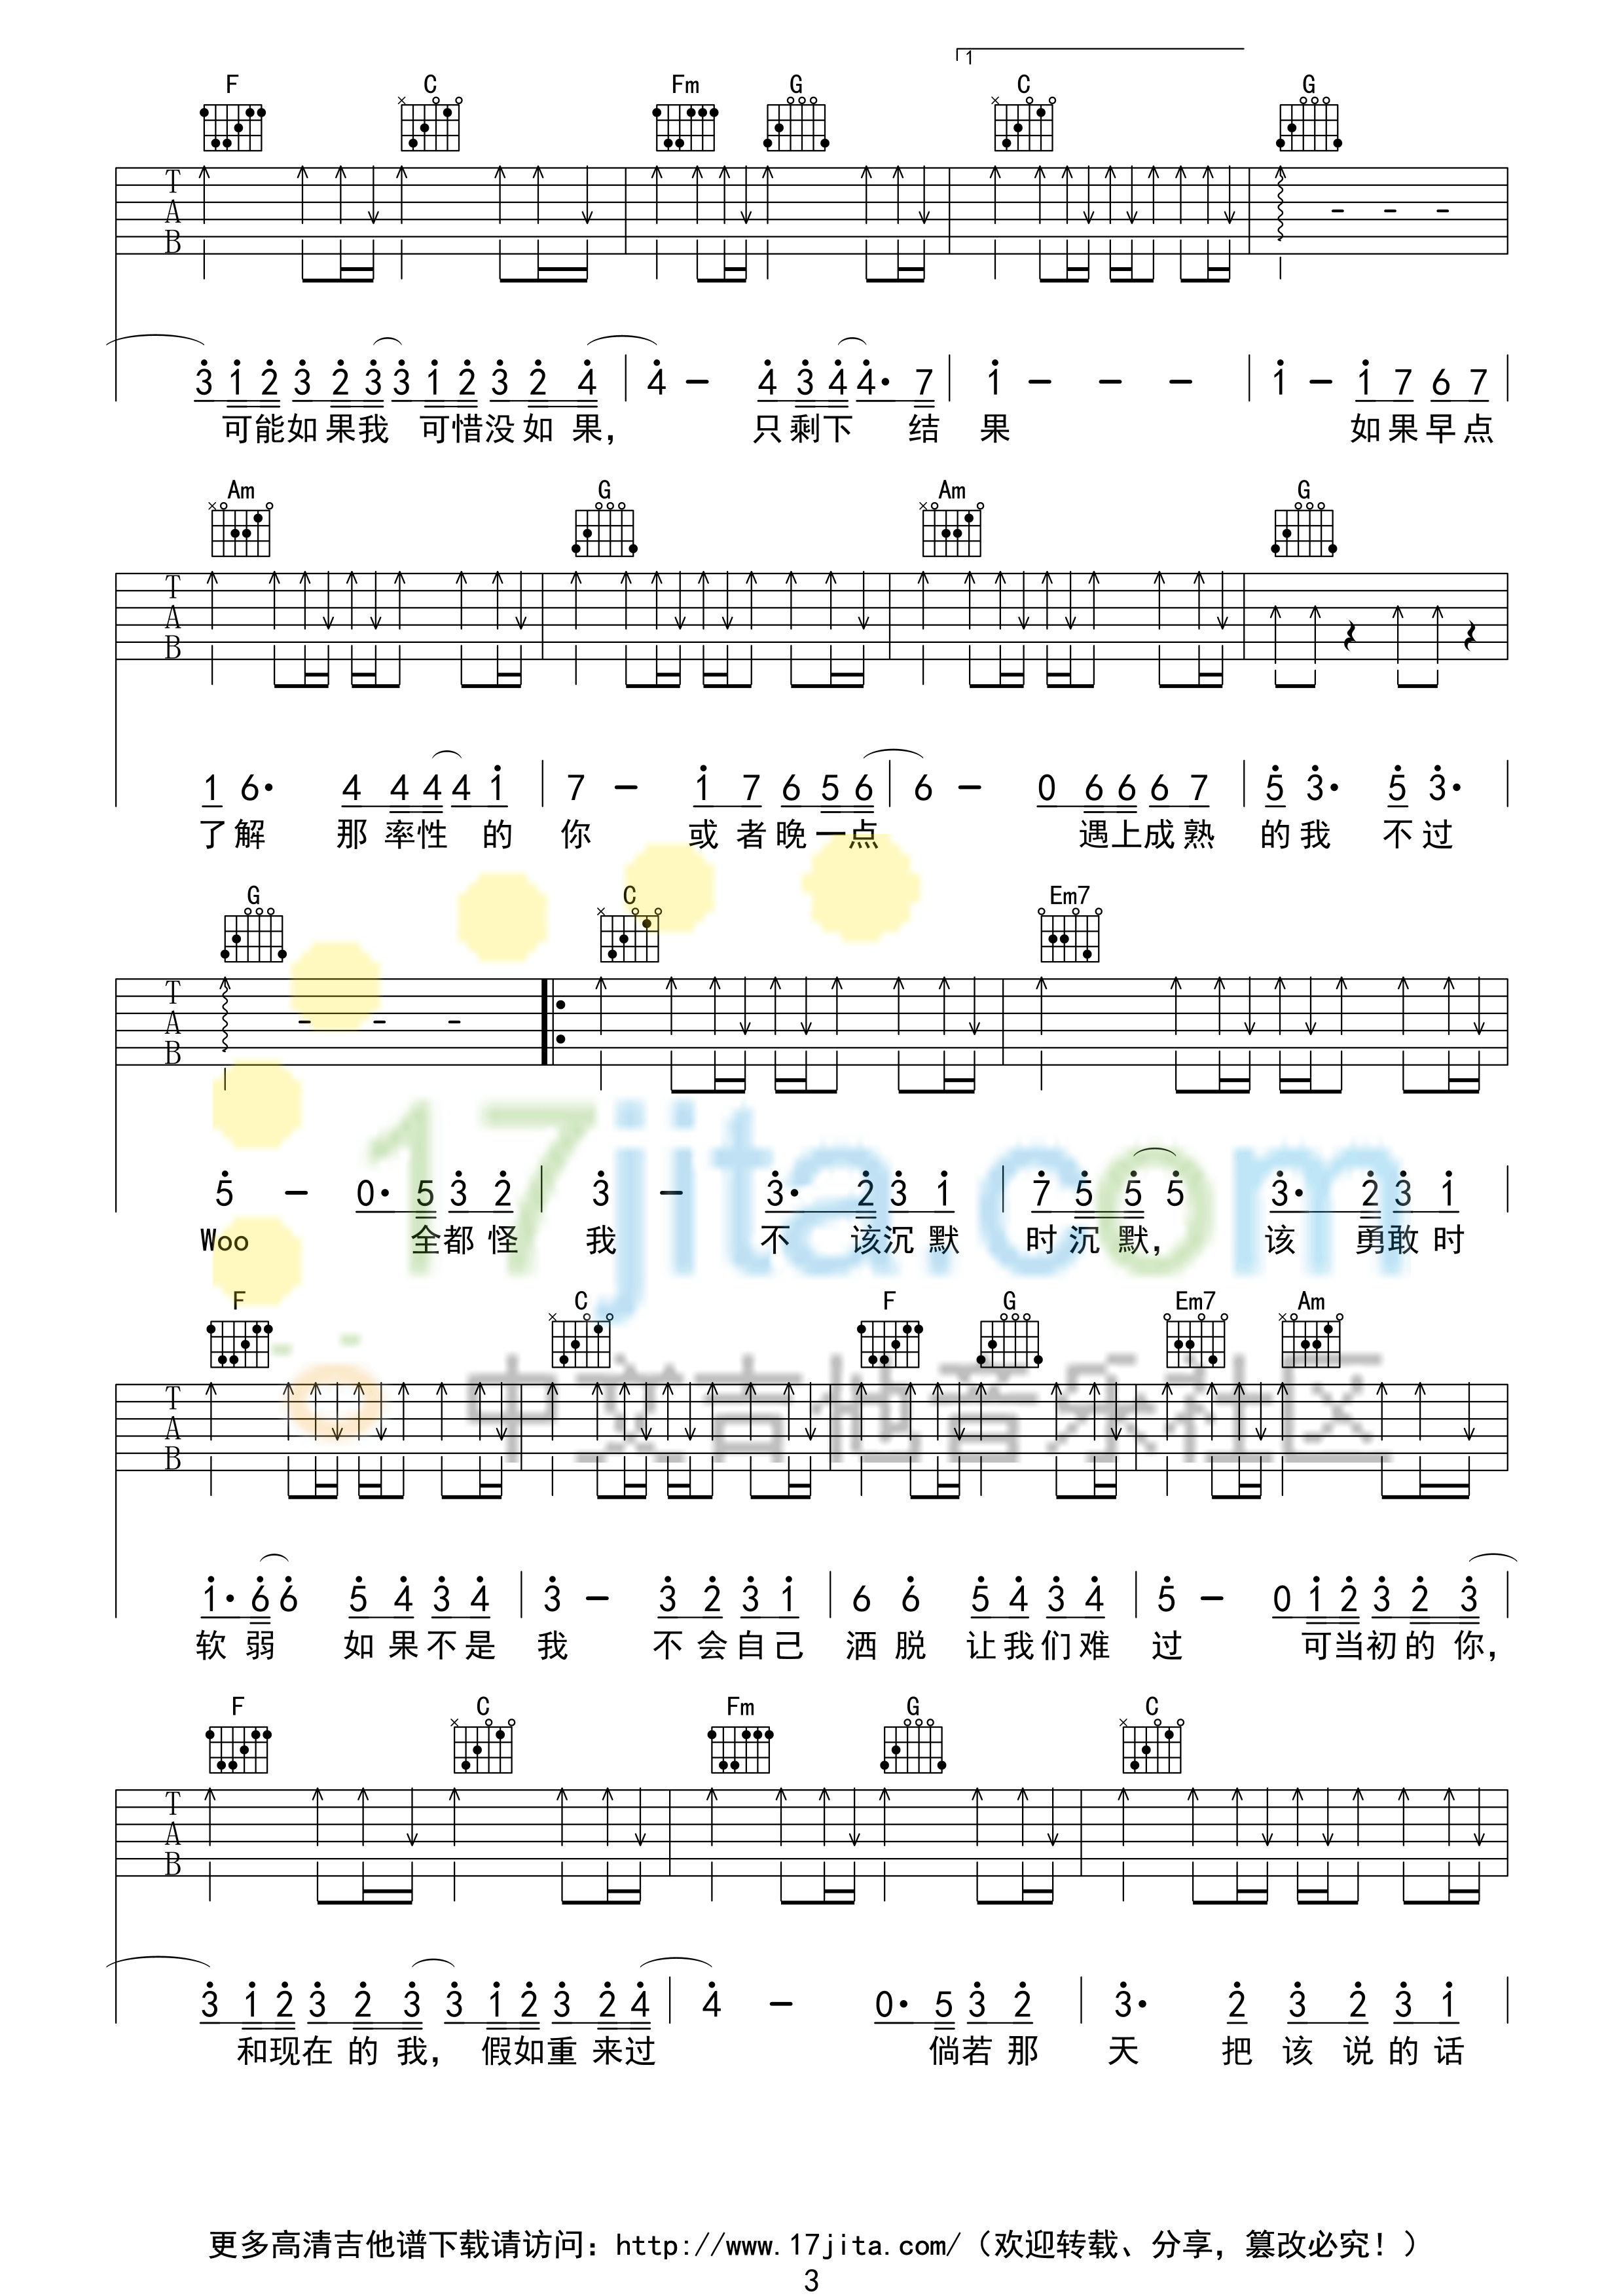 1
F C Fm G C G
T A B
3 1 2 3 2 3 3 1 2 3 2 4 | 4 — 4 3 4 4· 7 | 1 — — — | 1 — 1 7 6 7 |
可能如果我 可惜没如 果， 只剩下 结 果 如果早点
Am G Am G
T A B
1 6· 4 4 4 4 1 | 7 — 1 7 6 5 6 | 6 — 0 6 6 6 7 | 5 3· 5 3· |
了解 那率性 的 你 或者晚一点 遇上成熟 的我 不过
G C Em7
T A B
5 — 0· 5 3 2 | 3 — 3· 2 3 1 | 7 5 5 5 3· 2 3 1 |
Woo 全都怪 我 不 该沉默 时沉默， 该 勇敢时
F C F G Em7 Am
T A B
1· 6 6 5 4 3 4 | 3 — 3 2 3 1 | 6 6 5 4 3 4 | 5 — 0 1 2 3 2 3 |
软弱 如果不是 我 不会自己 洒脱 让我们难 过 可当初的你，
F C Fm G C
T A B
3 1 2 3 2 3 3 1 2 3 2 4 | 4 — 0· 5 3 2 | 3· 2 3 2 3 1 |
和现在的我， 假如重来过 倘若那 天 把该说的话
17jita.com
中文吉他音乐社区
更多高清吉他谱下载请访问：http://www.17jita.com/（欢迎转载、分享，篡改必究！）
3